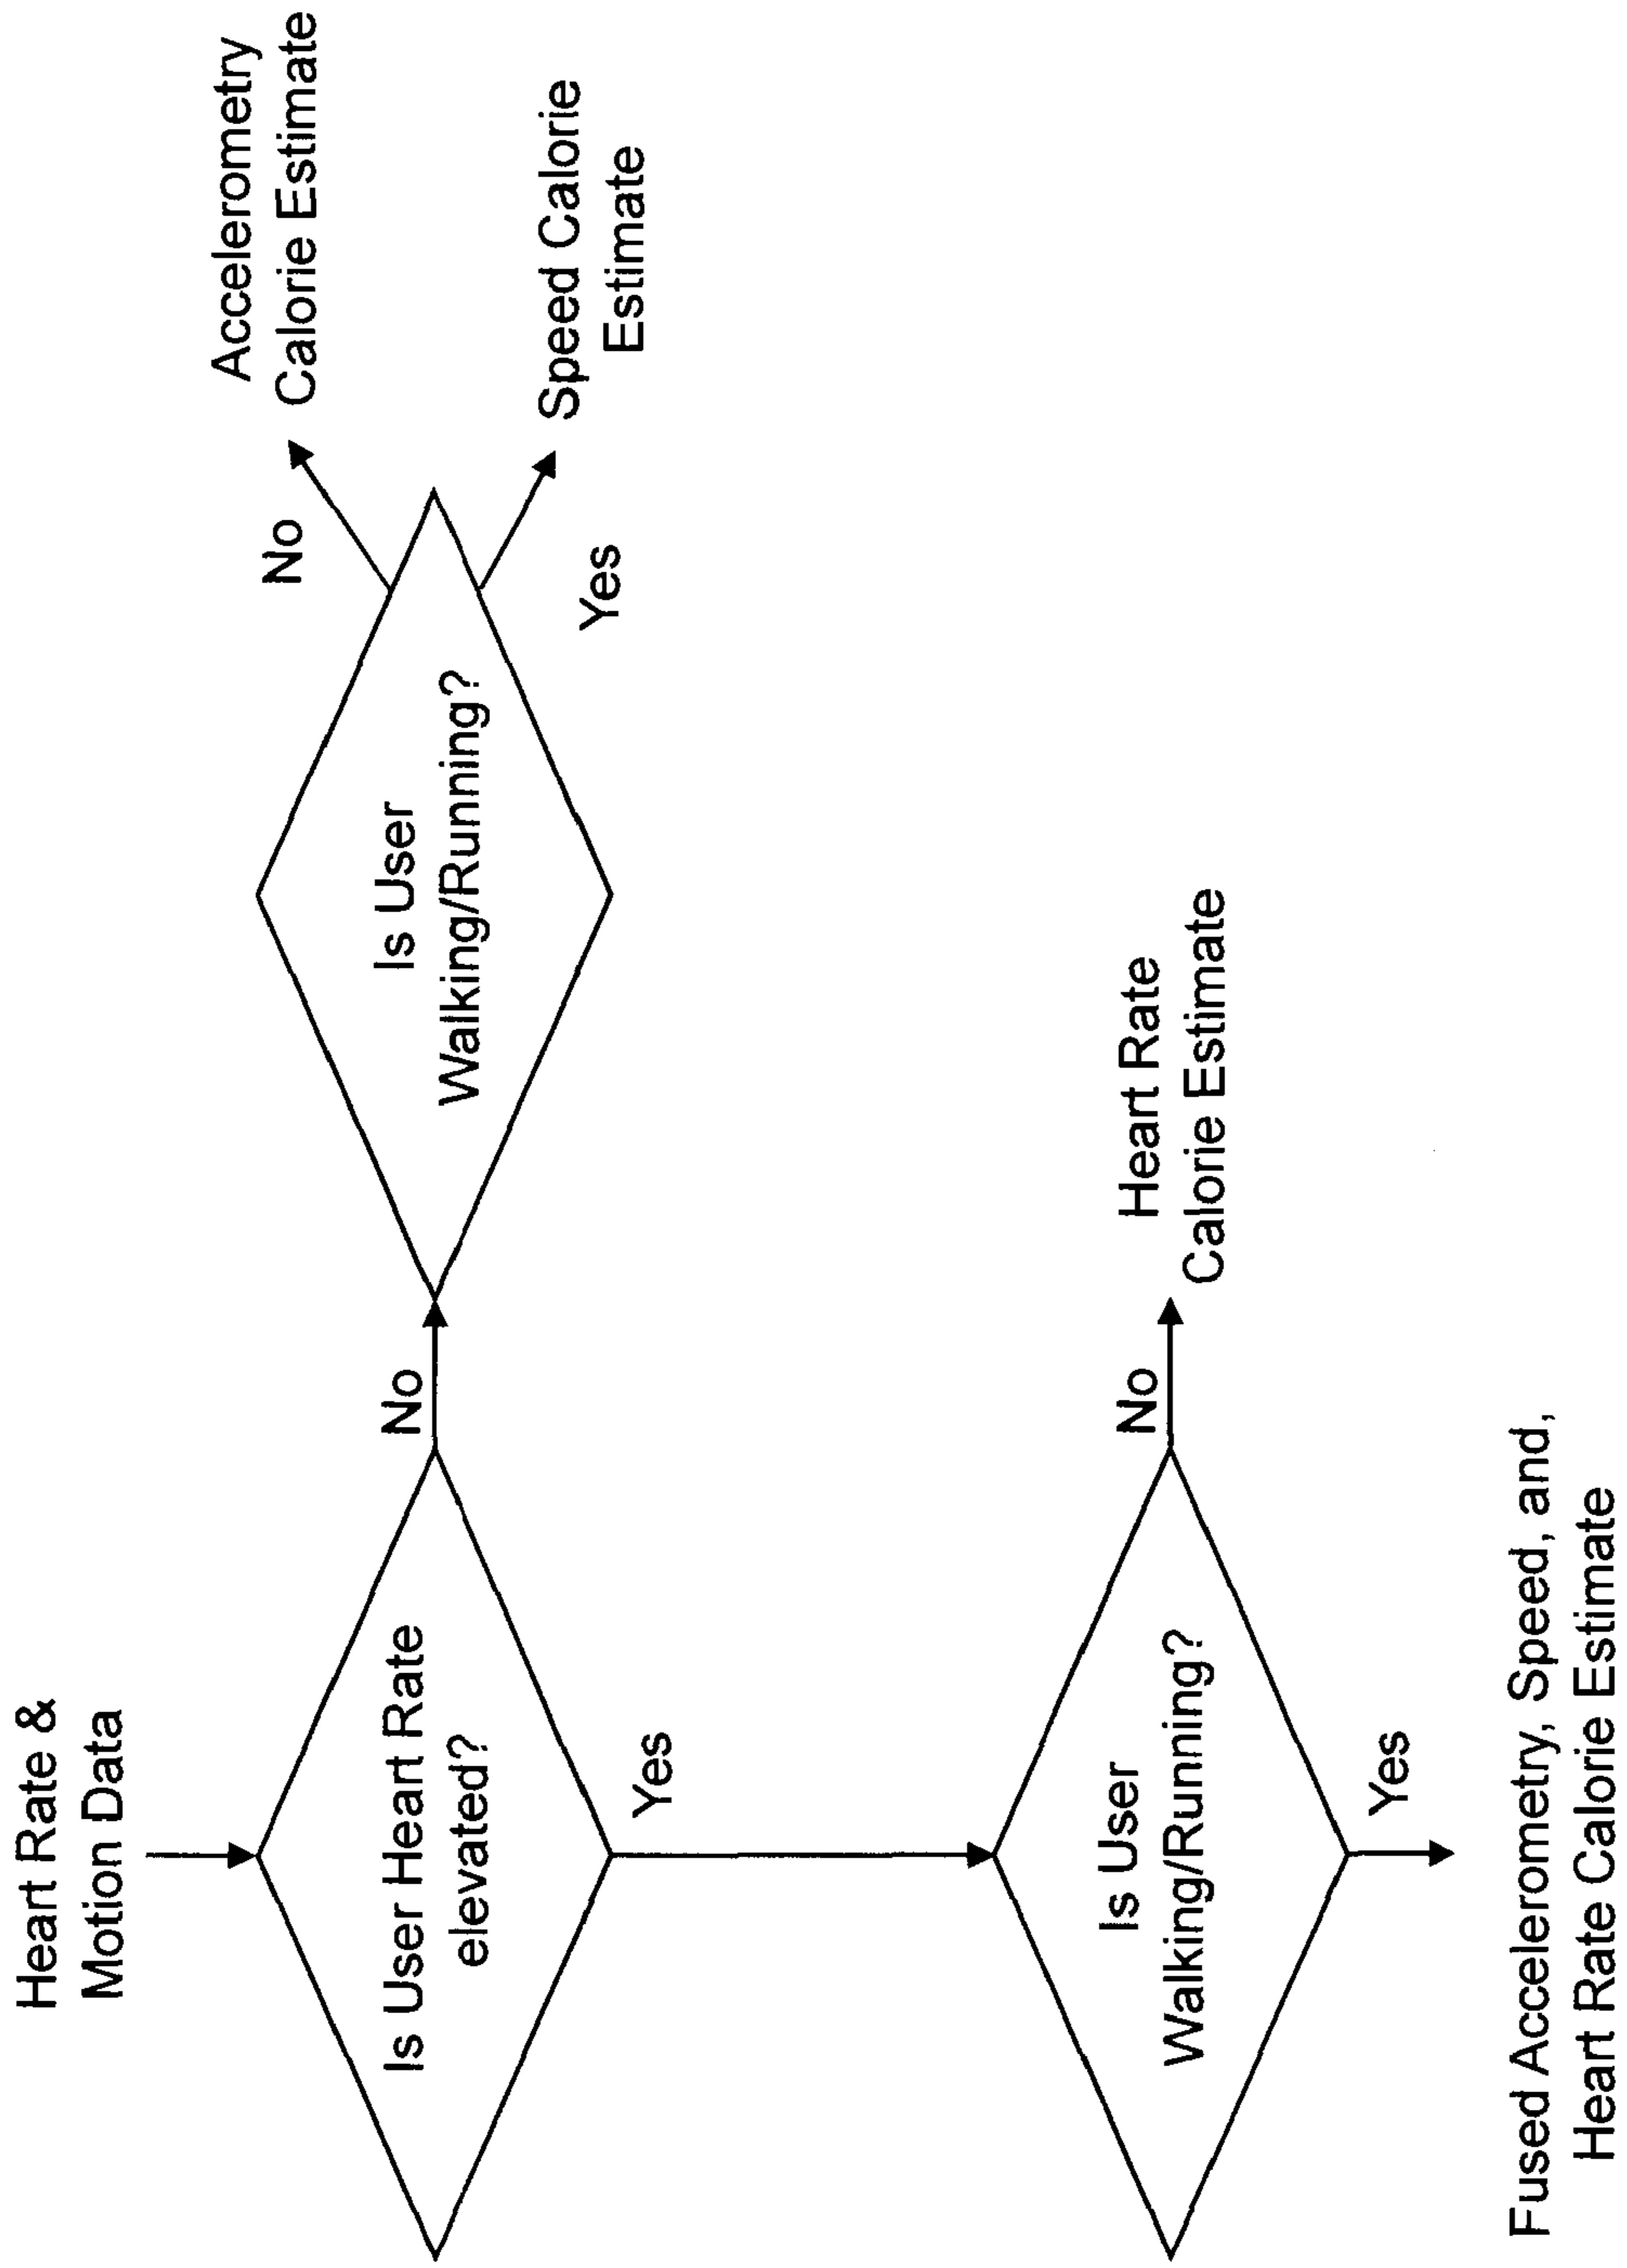 Heart Rate &
Motion Data
Is User Heart Rate
elevated?
No
Is User
Walking/Running?
No
Accelerometry
Calorie Estimate
Yes
Speed Calorie
Estimate
Yes
Is User
Walking/Running?
No
Heart Rate
Calorie Estimate
Yes
Fused Accelerometry, Speed, and,
Heart Rate Calorie Estimate